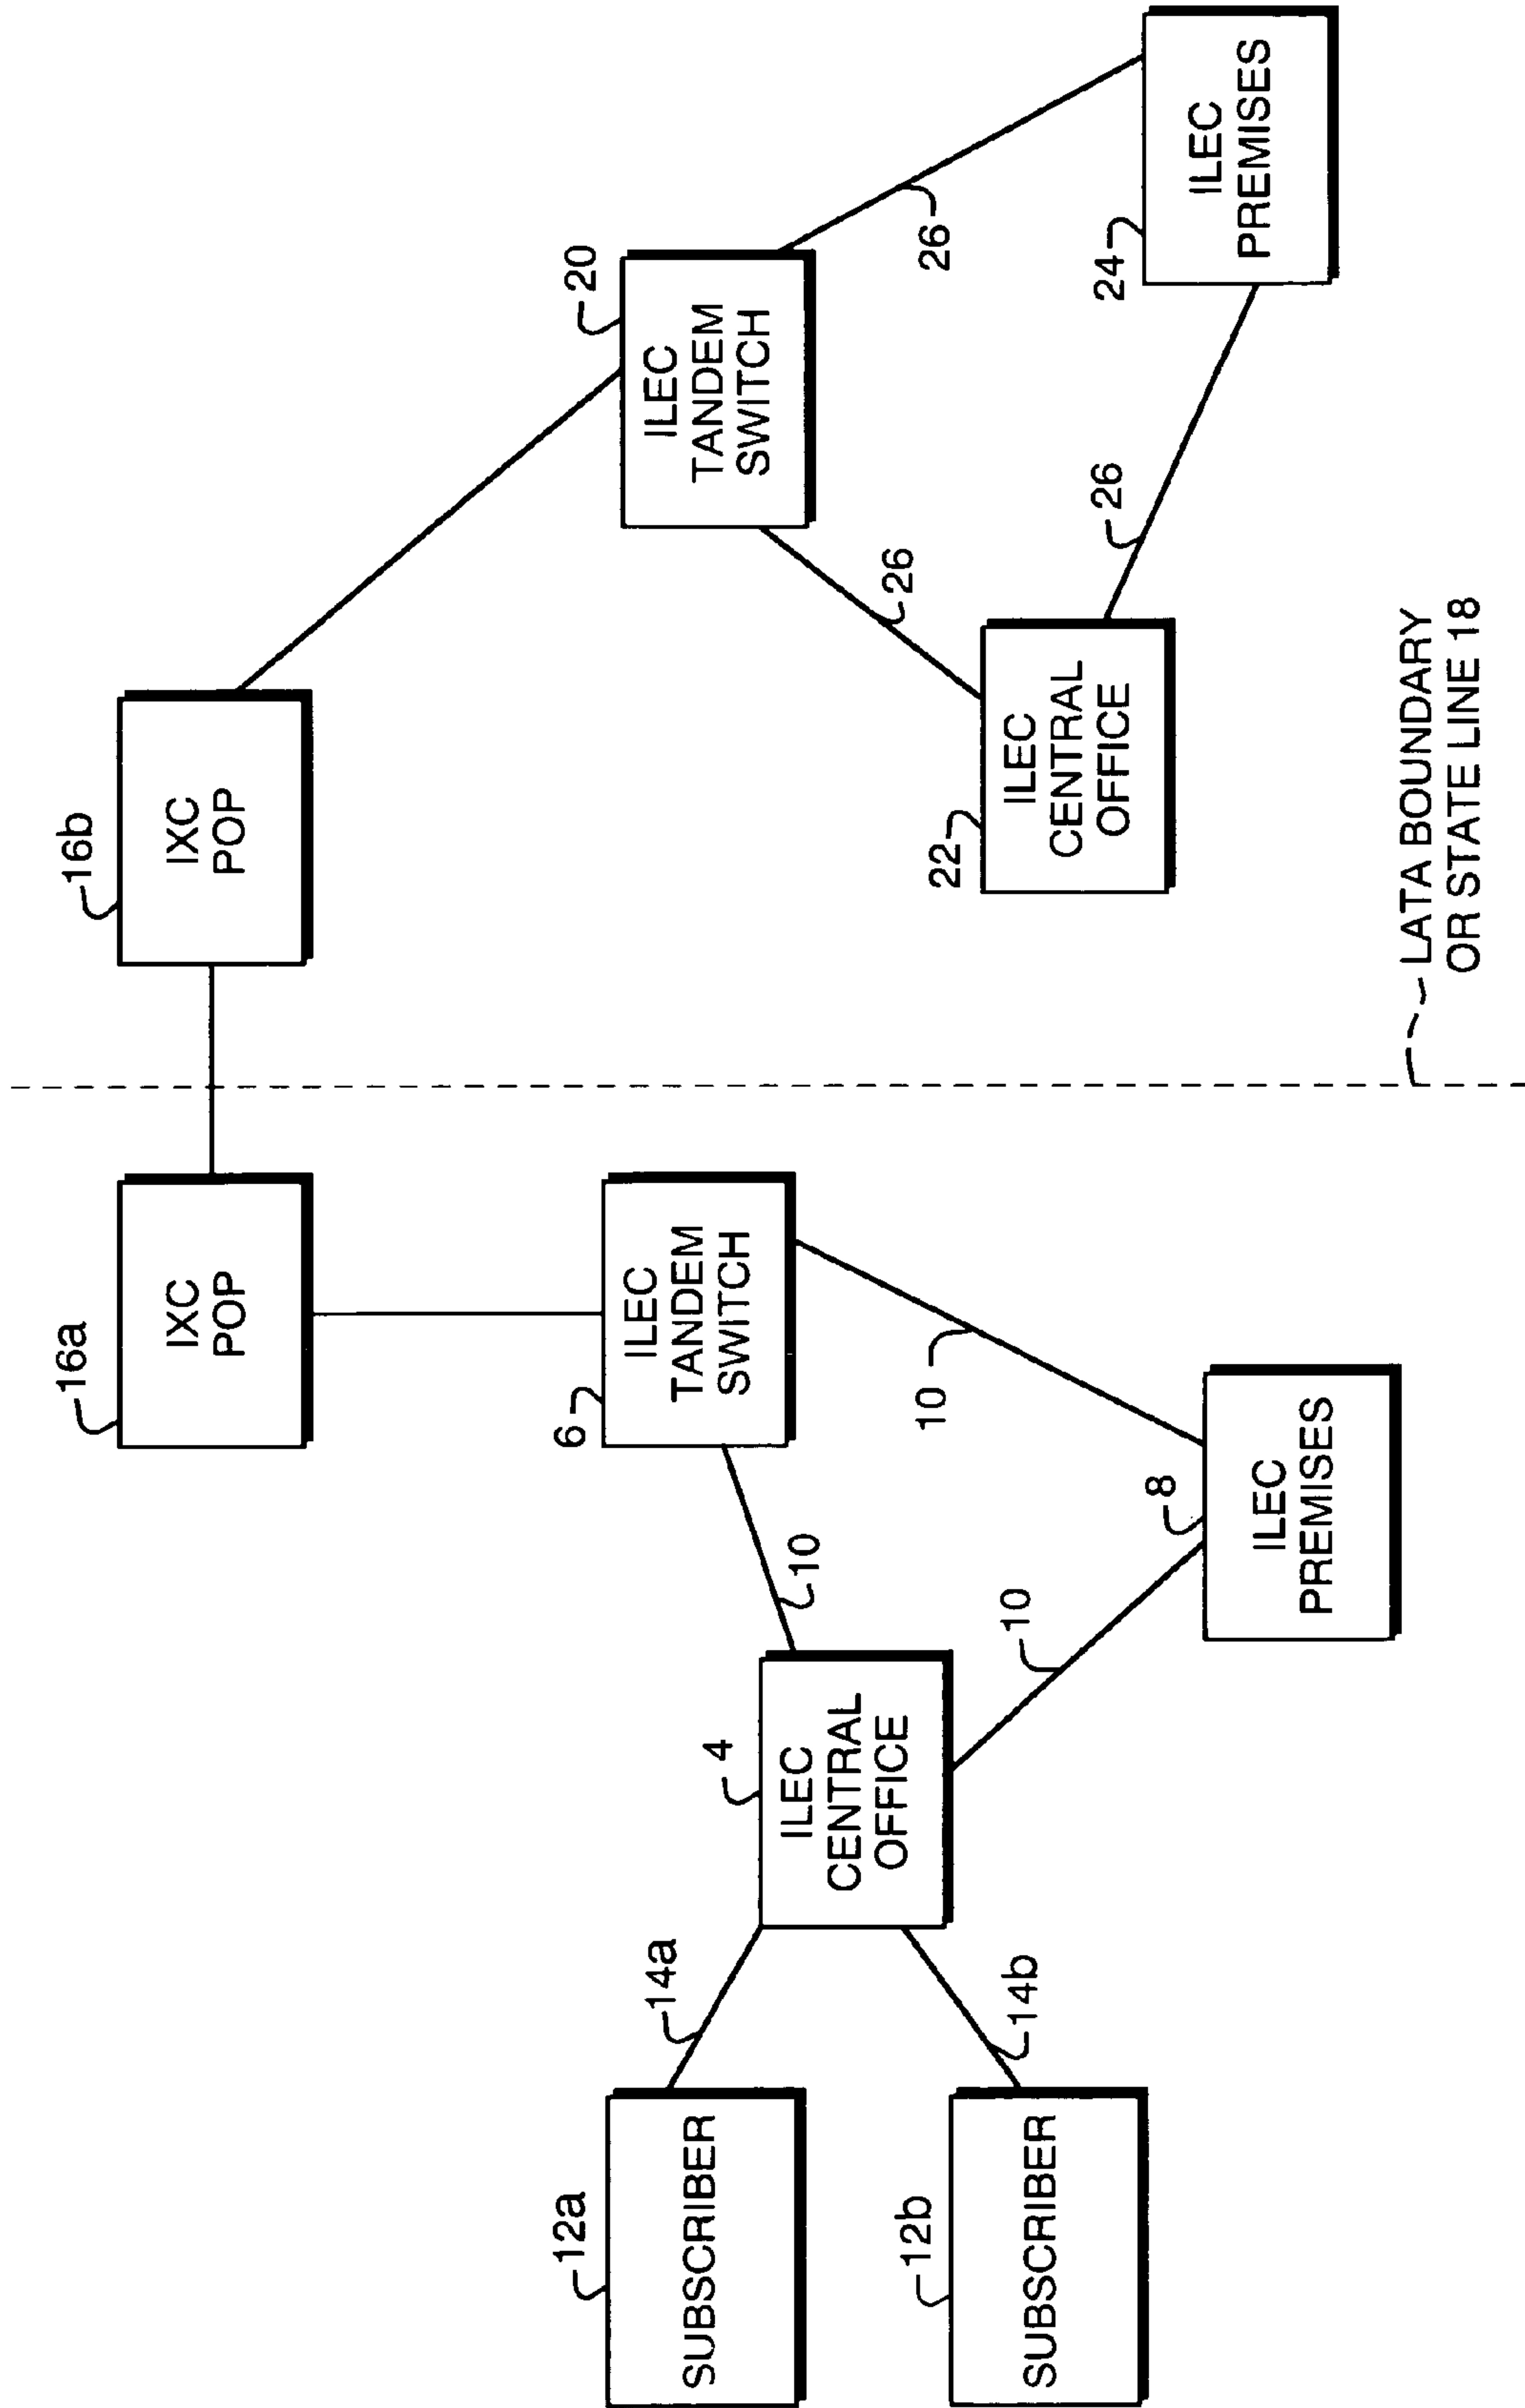 16a
IXC
POP
16b
IXC
POP
12a
SUBSCRIBER
14a
4
ILEC
CENTRAL
OFFICE
10
6
ILEC
TANDEM
SWITCH
20
ILEC
TANDEM
SWITCH
12b
SUBSCRIBER
14b
10
10
26
26
22
ILEC
CENTRAL
OFFICE
26
8
ILEC
PREMISES
24
ILEC
PREMISES
LATA BOUNDARY
OR STATE LINE 18